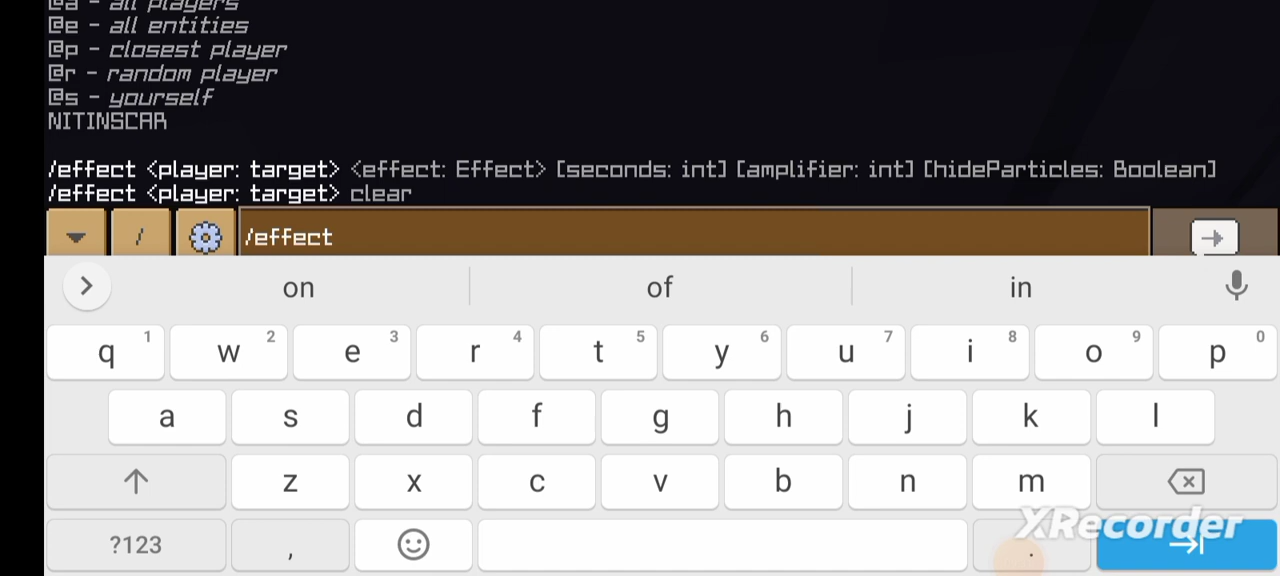 @a - all players
@e - all entities
@p - closest player
@r - random player
@s - yourself
NITINSCAR
/effect <player: target> <effect: Effect> [seconds: int] [amplifier: int] [hideParticles: Boolean]
/effect <player: target> clear
/ /effect
on of in
q 1 w 2 e 3 r 4 t 5 y 6 u 7 i 8 o 9 p 0
a s d f g h j k l
z x c v b n m
XRecorder
?123 , .